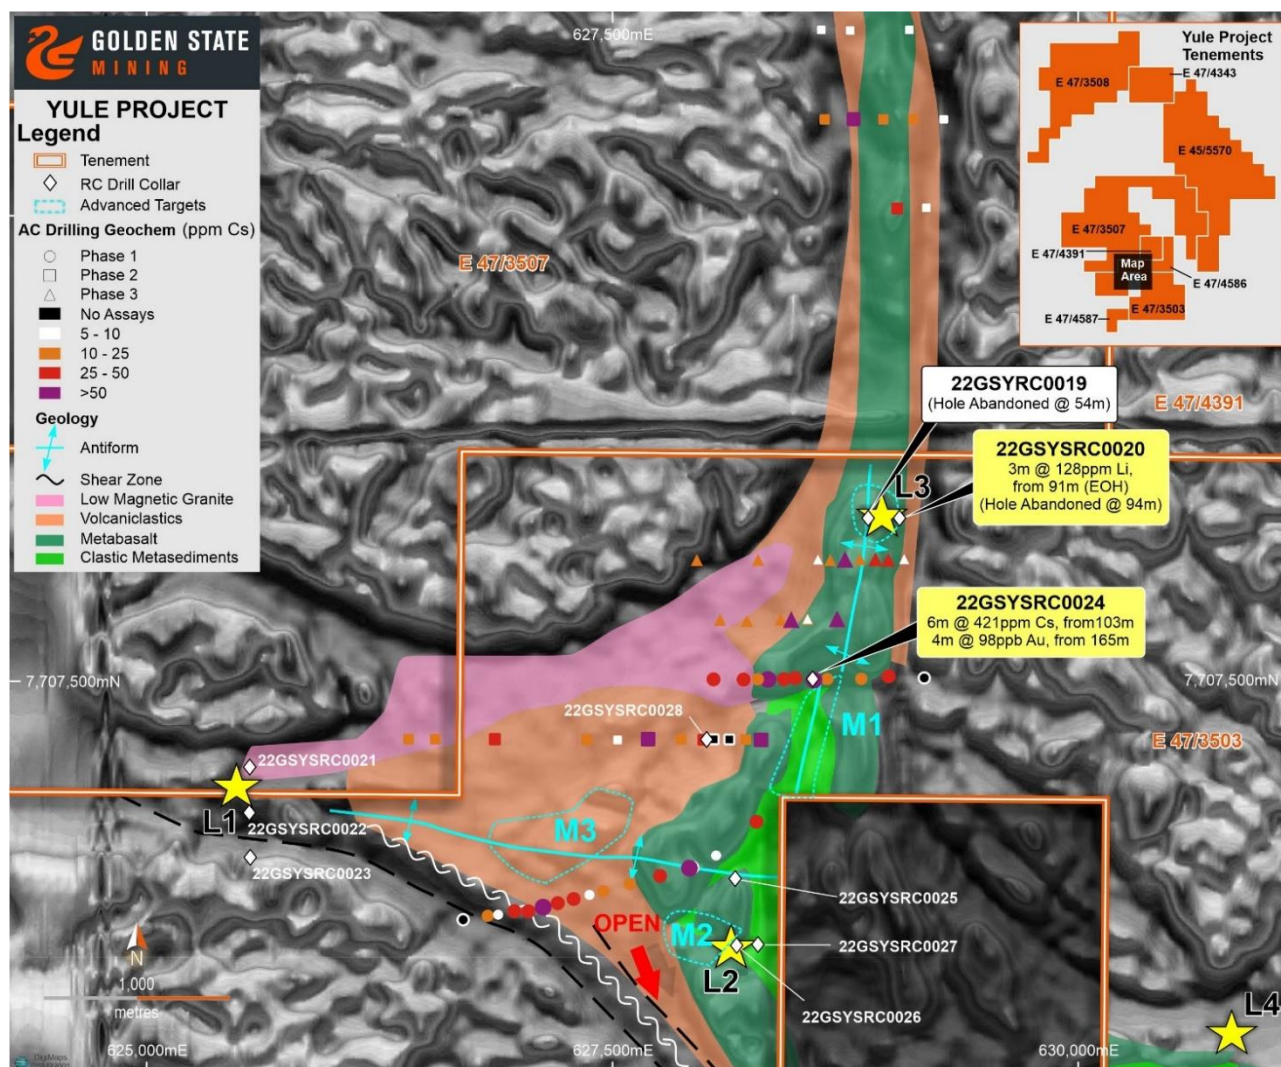 GOLDEN STATE
MINING
YULE PROJECT
Legend
Tenement
RC Drill Collar
Advanced Targets
AC Drilling Geochem (ppm Cs)
Phase 1
Phase 2
Phase 3
No Assays
5 - 10
10 - 25
25 - 50
>50
Geology
Antiform
Shear Zone
Low Magnetic Granite
Volcaniclastics
Metabasalt
Clastic Metasediments
627,500mE
Yule Project
Tenements
E 47/4343
E 47/3508
E 45/5570
E 47/3507
E 47/4391
Map
Area
E 47/4586
E 47/3503
E 47/4587
E 47/3507
22GSYRC0019
(Hole Abandoned @ 54m)
E 47/4391
22GSYSRC0020
3m @ 128ppm Li,
from 91m (EOH)
(Hole Abandoned @ 94m)
L3
22GSYSRC0024
6m @ 421ppm Cs, from103m
4m @ 98ppb Au, from 165m
7,707,500mN
7,707,500mN
22GSYSRC0028
M1
E 47/3503
22GSYSRC0021
L1
22GSYSRC0022
M3
22GSYSRC0023
22GSYSRC0025
OPEN
M2
22GSYSRC0027
N
L2
1,000
metres
22GSYSRC0026
L4
625,000mE
627,500mE
630,000mE
DigiMaps